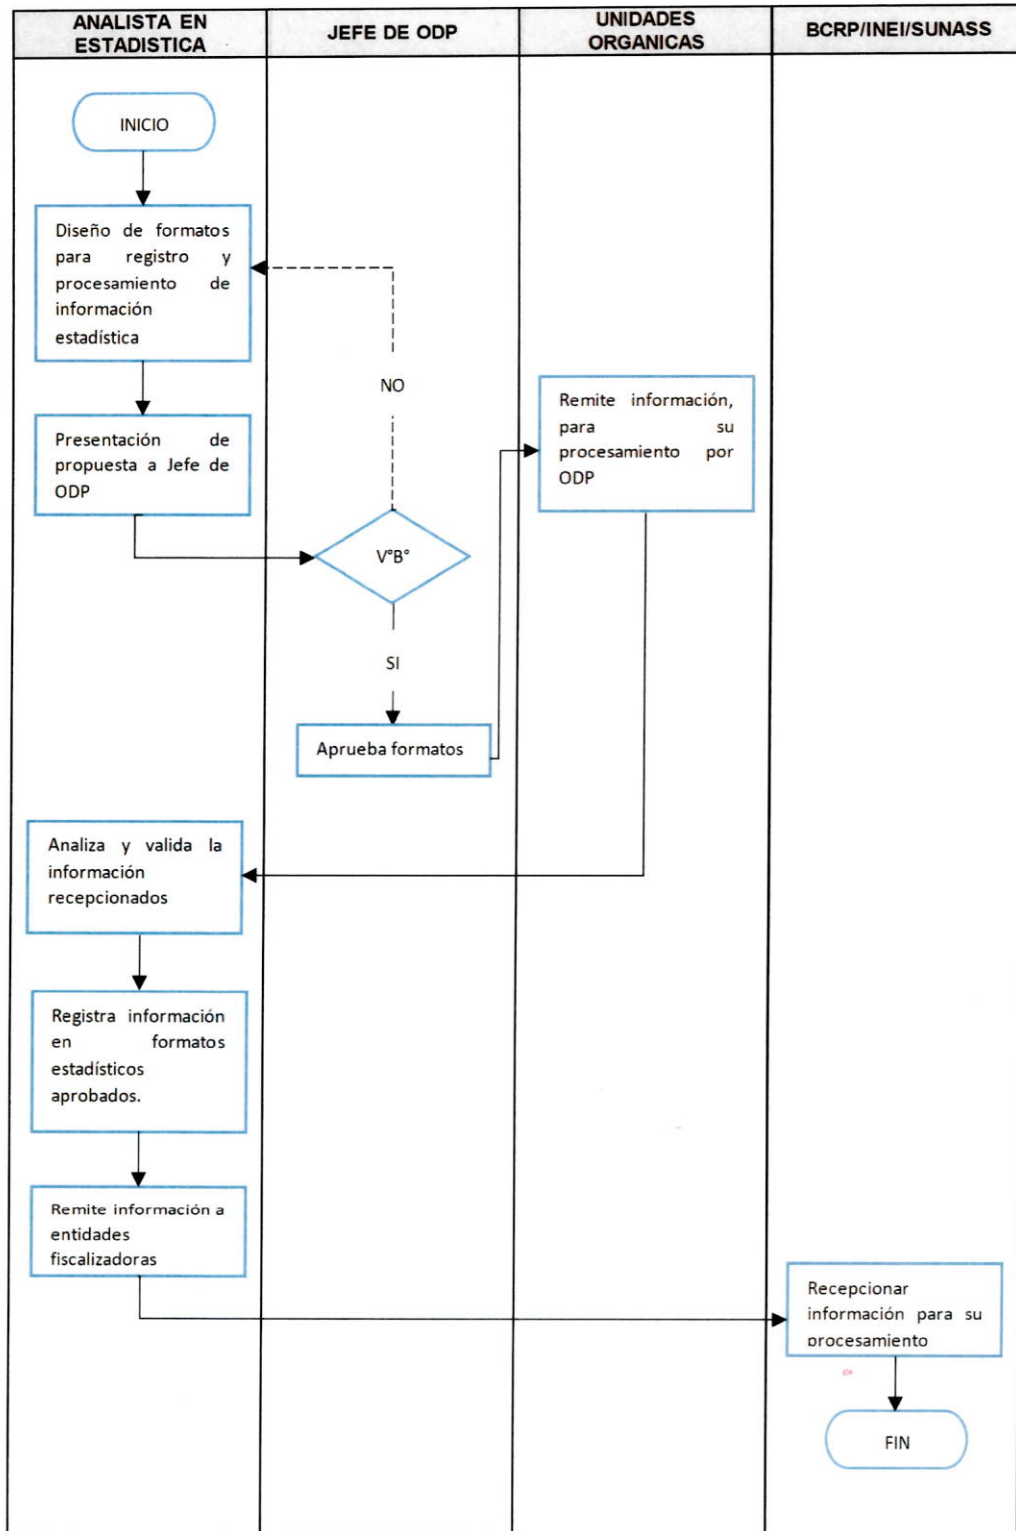 ANALISTA EN
ESTADISTICA
JEFE DE ODP
UNIDADES
ORGANICAS
BCRP/INEI/SUNASS
INICIO
Diseño de formatos
para registro y
procesamiento de
información
estadística
NO
Presentación de
propuesta a Jefe de
ODP
Remite información,
para su
procesamiento por
ODP
V°B°
SI
Aprueba formatos
Analiza y valida la
información
recepcionados
Registra información
en formatos
estadísticos
aprobados.
Remite información a
entidades
fiscalizadoras
Recepcionar
información para su
procesamiento
FIN